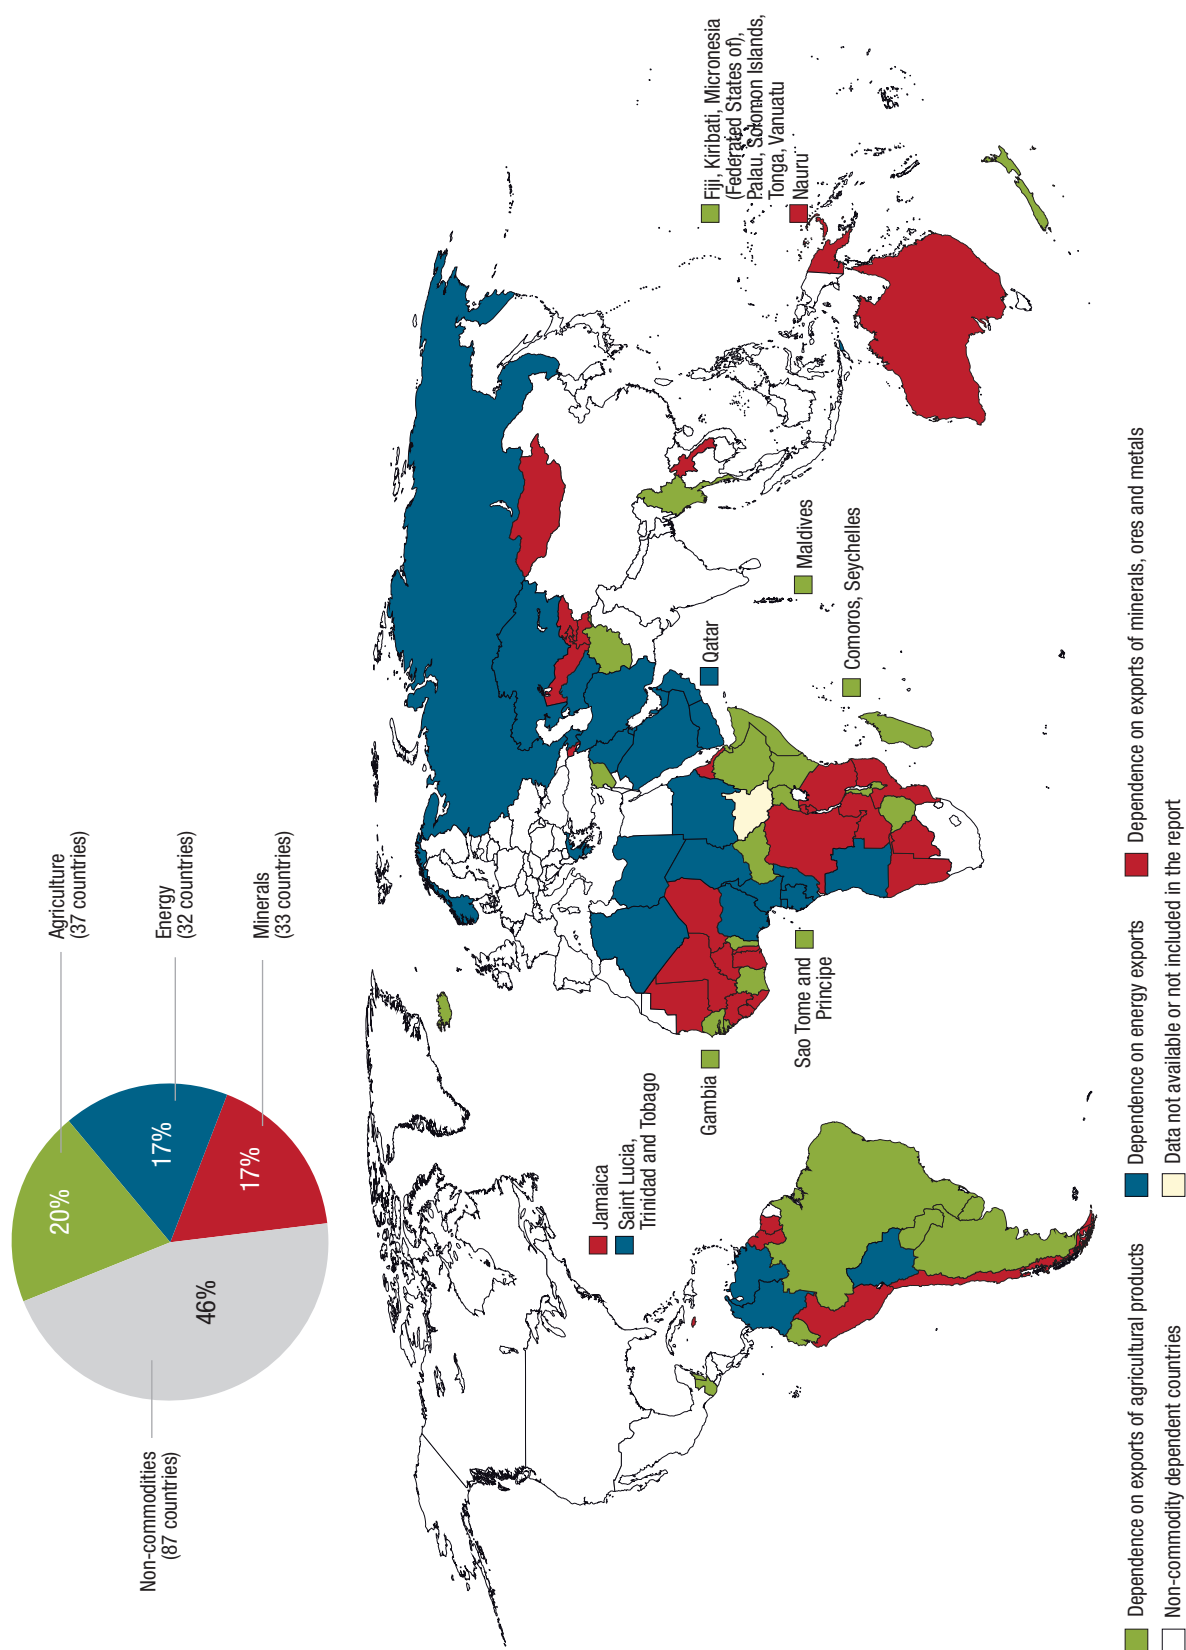 Agriculture
(37 countries)
Energy
(32 countries)
Minerals
(33 countries)
Non-commodities
(87 countries)
20%
17%
17%
46%
Jamaica
Saint Lucia,
Trinidad and Tobago
Gambia
Sao Tome and
Principe
Qatar
Comoros, Seychelles
Maldives
Fiji, Kiribati, Micronesia
(Federated States of),
Palau, Solomon Islands,
Tonga, Vanuatu
Nauru
Dependence on exports of agricultural products
Dependence on energy exports
Dependence on exports of minerals, ores and metals
Non-commodity dependent countries
Data not available or not included in the report